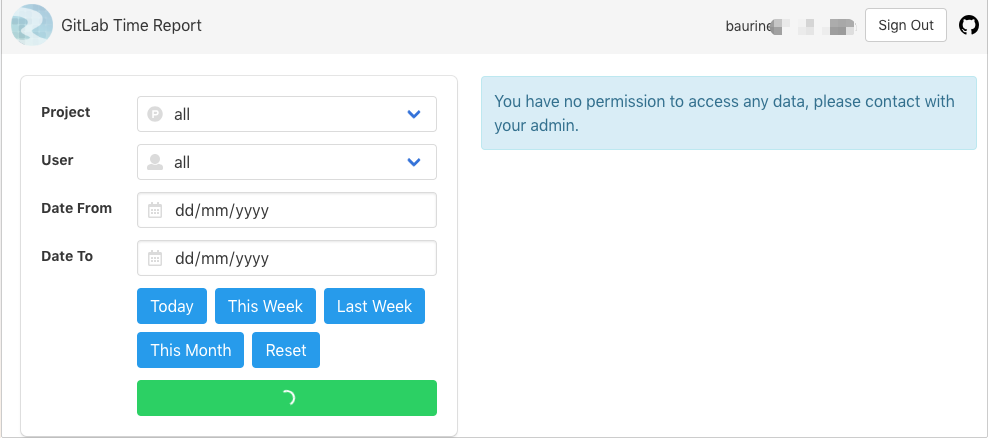 GitLab Time Report
Sign Out
Project
all
User
all
Date From
dd/mm/yyyy
Date To
dd/mm/yyyy
Today
This Week
Last Week
This Month
Reset
You have no permission to access any data, please contact with
your admin.